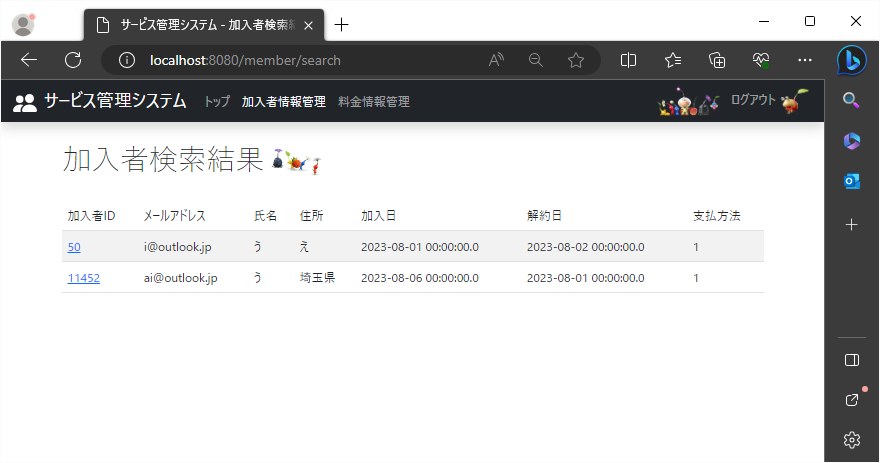 サービス管理システム - 加入者検索
localhost:8080/member/search
サービス管理システム トップ 加入者情報管理 料金情報管理 ログアウト
加入者検索結果
加入者ID メールアドレス 氏名 住所 加入日 解約日 支払方法
50 i@outlook.jp う え 2023-08-01 00:00:00.0 2023-08-02 00:00:00.0 1
11452 ai@outlook.jp う 埼玉県 2023-08-06 00:00:00.0 2023-08-01 00:00:00.0 1